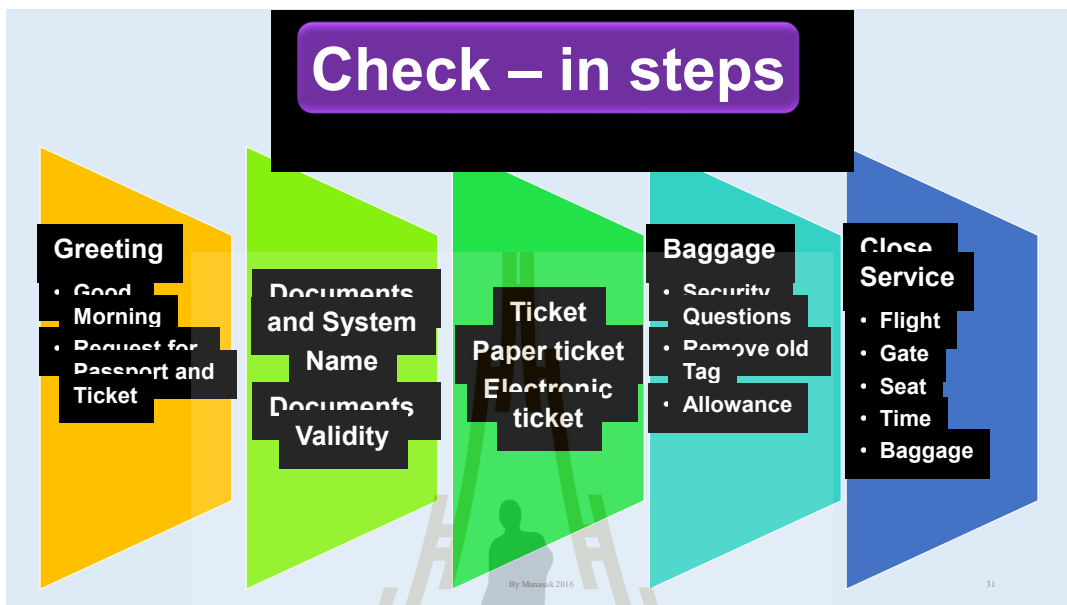 Check – in steps
Greeting
• Good
Morning
• Request for
Passport and
Ticket
Documents
and System
Name
Documents
Validity
Ticket
Paper ticket
Electronic
ticket
Baggage
• Security
Questions
• Remove old
Tag
• Allowance
Close
Service
• Flight
• Gate
• Seat
• Time
• Baggage
By Manasak 2016
31